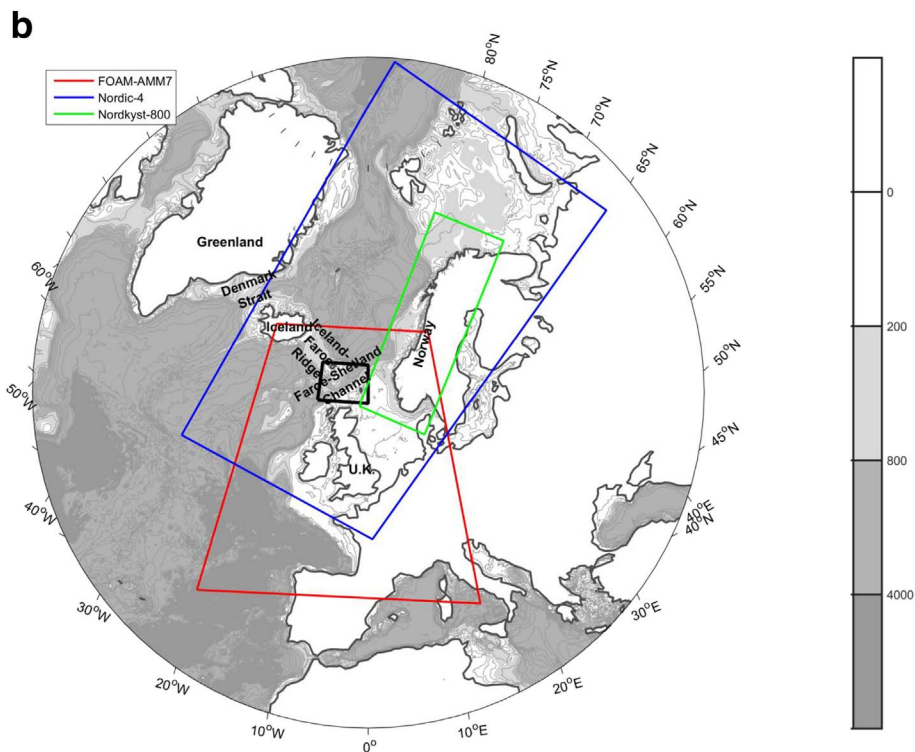 b
FOAM-AMM7
Nordic-4
Nordkyst-800
80°N
75°N
70°N
65°N
60°N
55°N
50°N
45°N
40°E
40°N
30°E
20°E
10°E
0°
10°W
20°W
30°W
40°W
50°W
60°W
Greenland
Denmark
Strait
Iceland
Iceland-
Faroe
Ridge
Faroe-Shetland
Channel
Norway
U.K.
0
200
800
4000